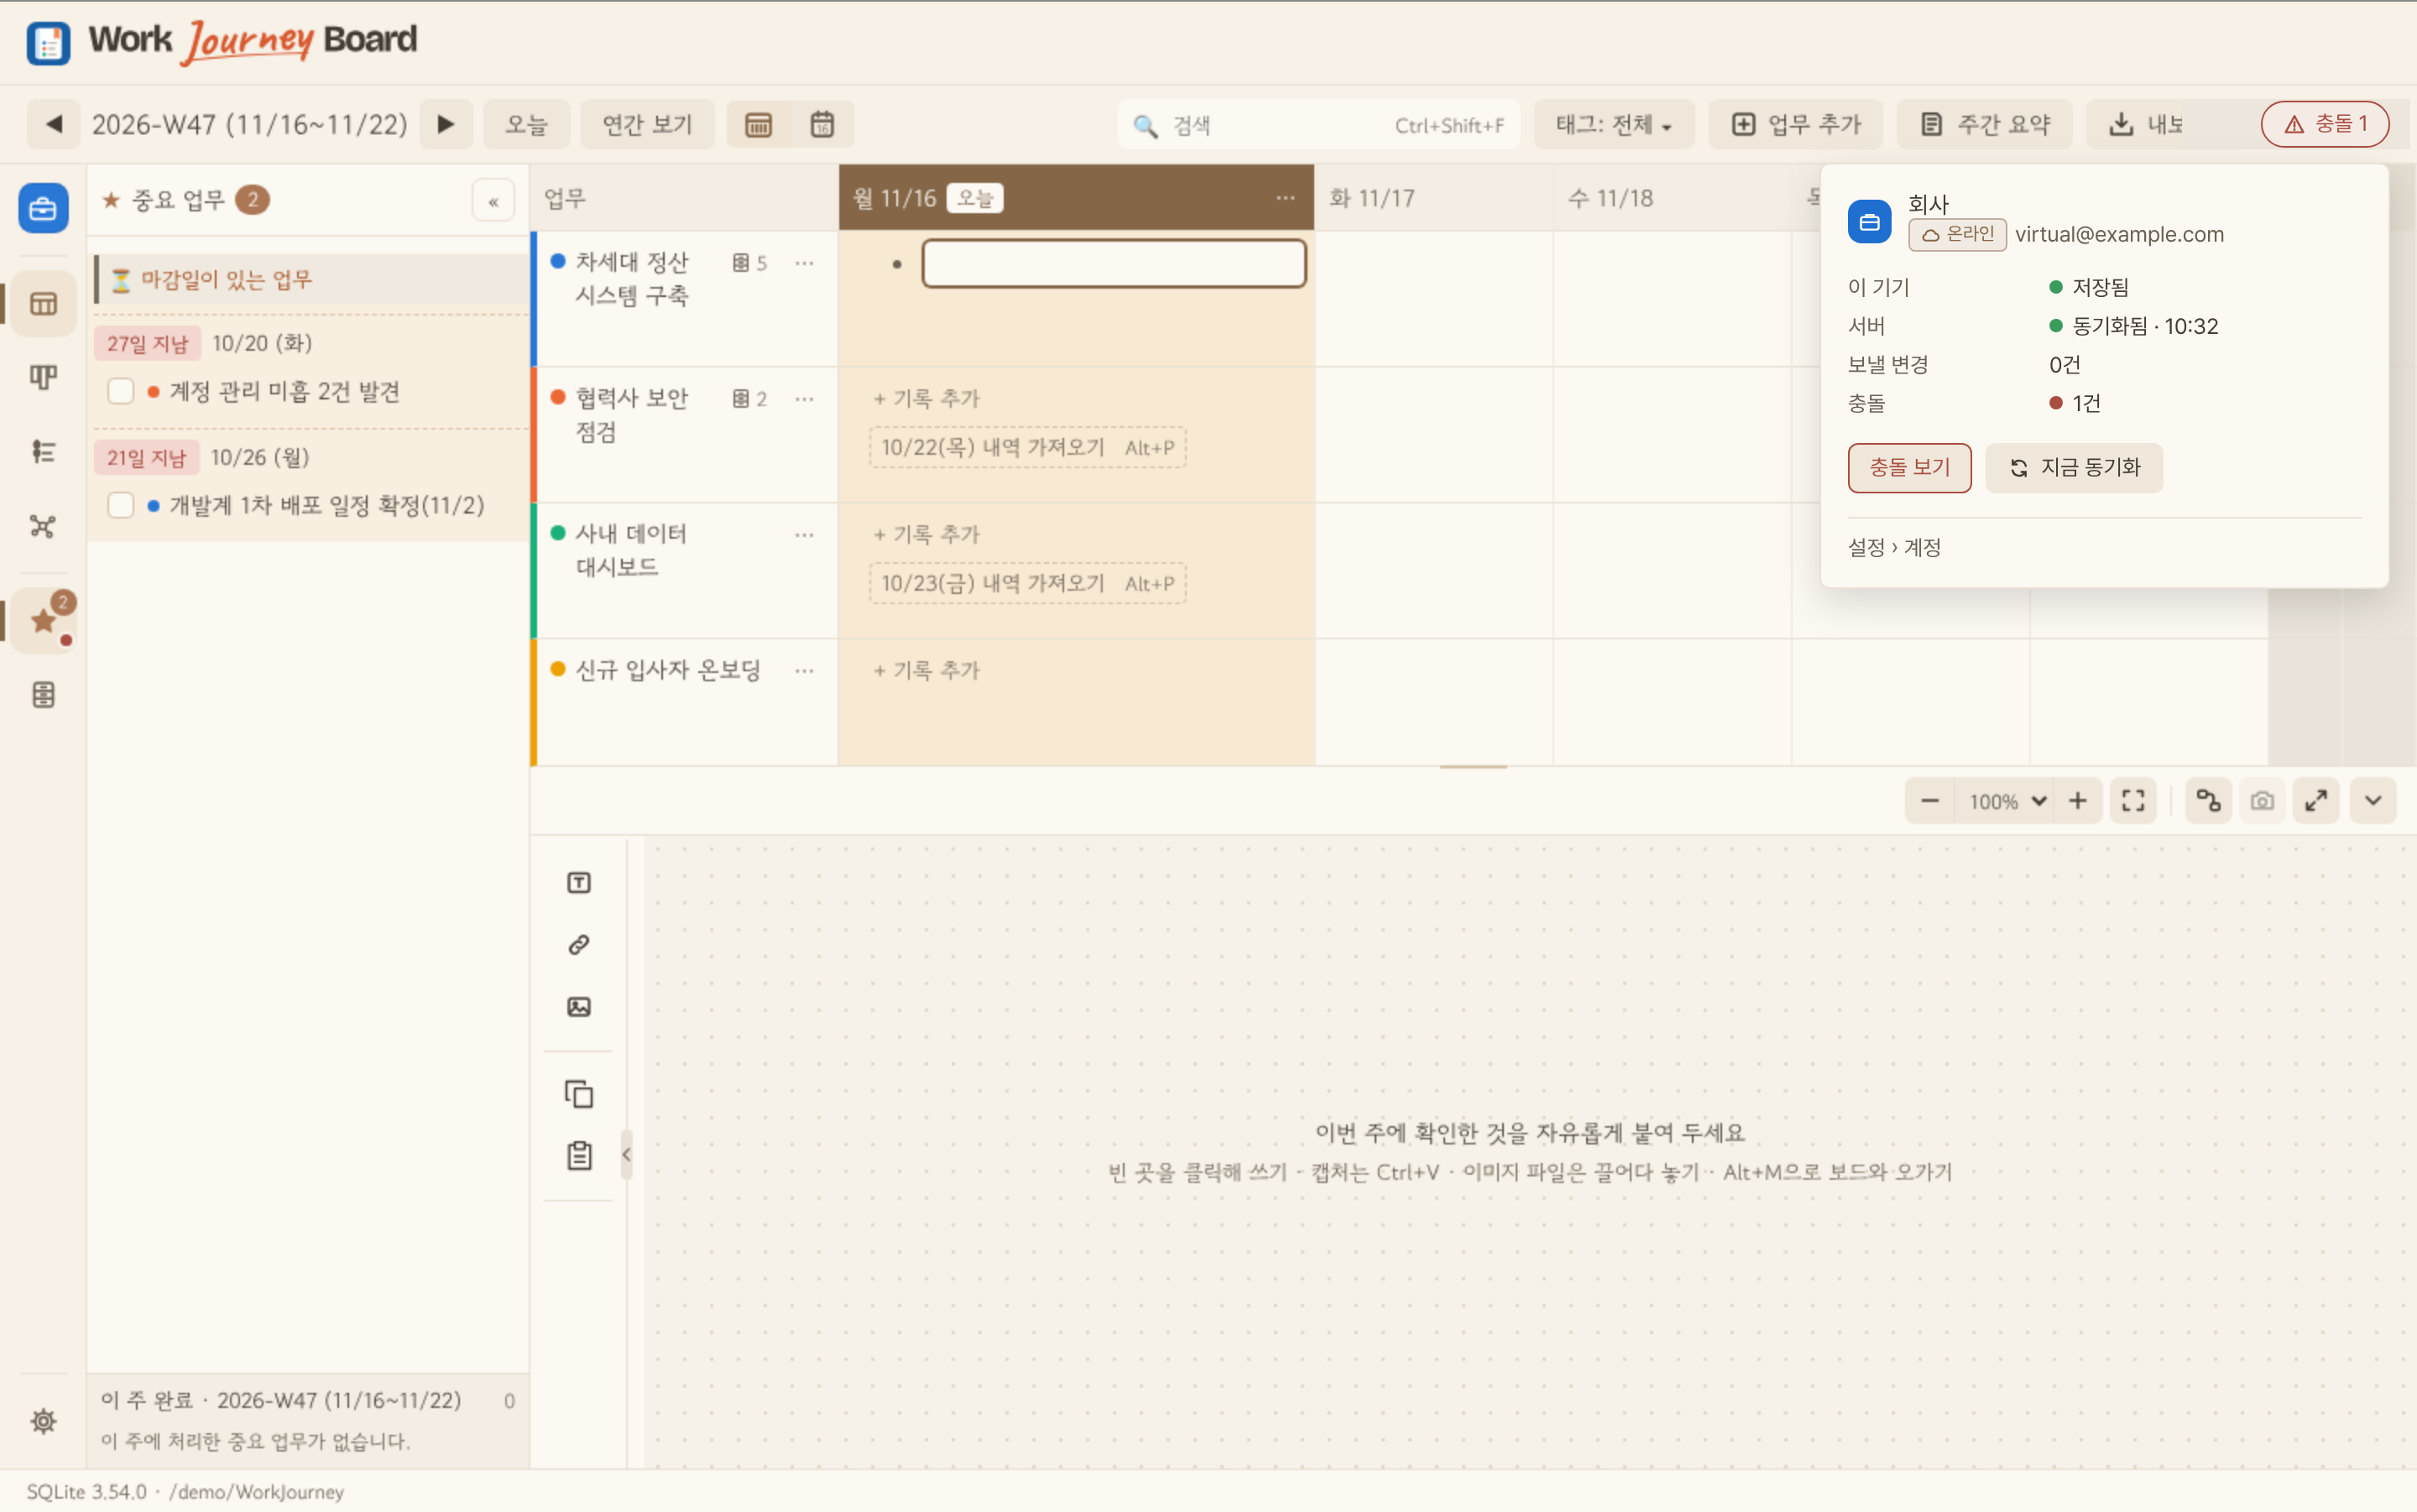 Work Journey Board
2026-W47 (11/16~11/22)
오늘
연간 보기
16
검색
Ctrl+Shift+F
태그: 전체
업무 추가
주간 요약
내보
충돌 1
중요 업무 2
«
마감일이 있는 업무
27일 지남 10/20 (화)
계정 관리 미흡 2건 발견
21일 지남 10/26 (월)
개발계 1차 배포 일정 확정(11/2)
2
이 주 완료 · 2026-W47 (11/16~11/22) 0
이 주에 처리한 중요 업무가 없습니다.
업무
월 11/16 오늘 ...
화 11/17
수 11/18
차세대 정산
시스템 구축
5 ...
협력사 보안
점검
2 ...
+ 기록 추가
10/22(목) 내역 가져오기 Alt+P
사내 데이터
대시보드
...
+ 기록 추가
10/23(금) 내역 가져오기 Alt+P
신규 입사자 온보딩 ...
+ 기록 추가
회사
온라인 virtual@example.com
이 기기 저장됨
서버 동기화됨 · 10:32
보낼 변경 0건
충돌 1건
충돌 보기
지금 동기화
설정 › 계정
100%
이번 주에 확인한 것을 자유롭게 붙여 두세요
빈 곳을 클릭해 쓰기 · 캡처는 Ctrl+V · 이미지 파일은 끌어다 놓기 · Alt+M으로 보드와 오가기
SQLite 3.54.0 · /demo/WorkJourney